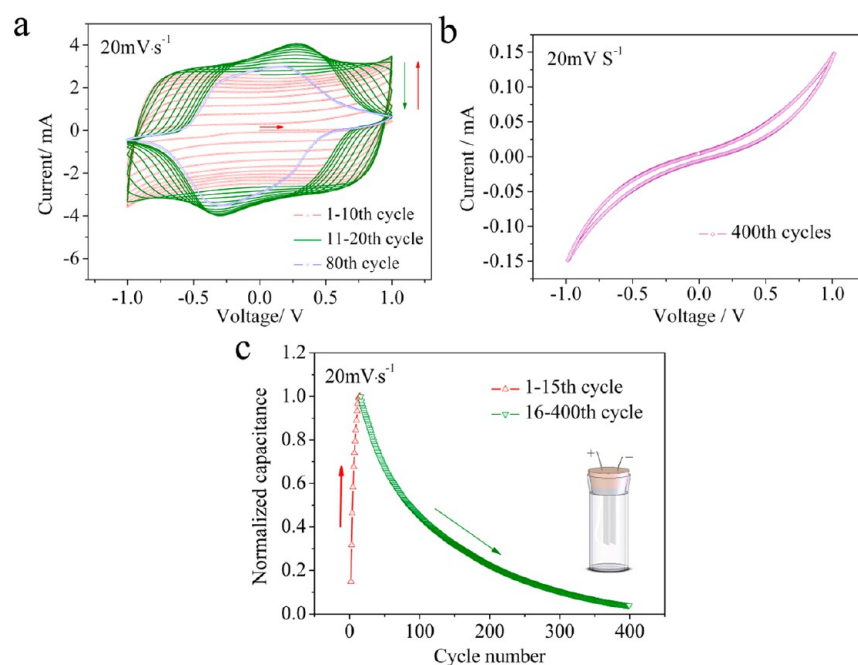 a
20mV·s⁻¹
Current/ mA
4
2
0
-2
-4
-6
1-10th cycle
11-20th cycle
80th cycle
-1.0 -0.5 0.0 0.5 1.0
Voltage/ V
b
20mV S⁻¹
Current / mA
0.15
0.10
0.05
0.00
-0.05
-0.10
-0.15
400th cycles
-1.0 -0.5 0.0 0.5 1.0
Voltage / V
c
20mV·s⁻¹
Normalized capacitance
1.2
1.0
0.8
0.6
0.4
0.2
0.0
1-15th cycle
16-400th cycle
+ −
0 100 200 300 400
Cycle number